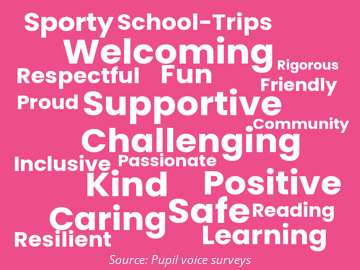 Sporty School-Trips
Welcoming
Rigorous
Respectful Fun
Friendly
Proud Supportive
Community
Challenging
Inclusive Passionate
Kind Positive
Caring Safe Reading
Resilient Learning
Source: Pupil voice surveys